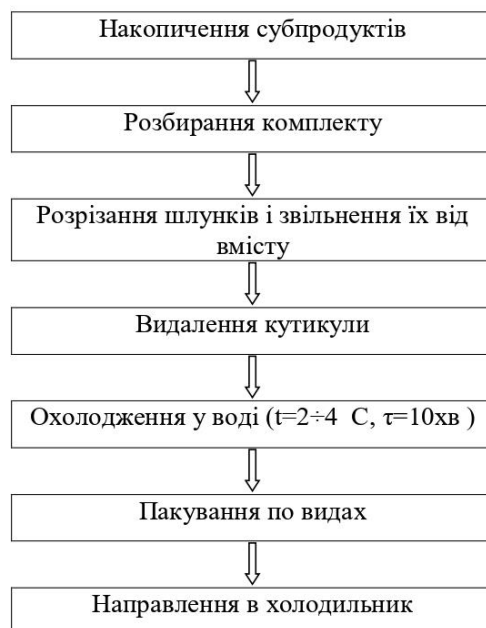 Накопичення субпродуктів
Розбирання комплекту
Розрізання шлунків і звільнення їх від
вмісту
Видалення кутикули
Охолодження у воді (t=2÷4 С, τ=10хв )
Пакування по видах
Направлення в холодильник